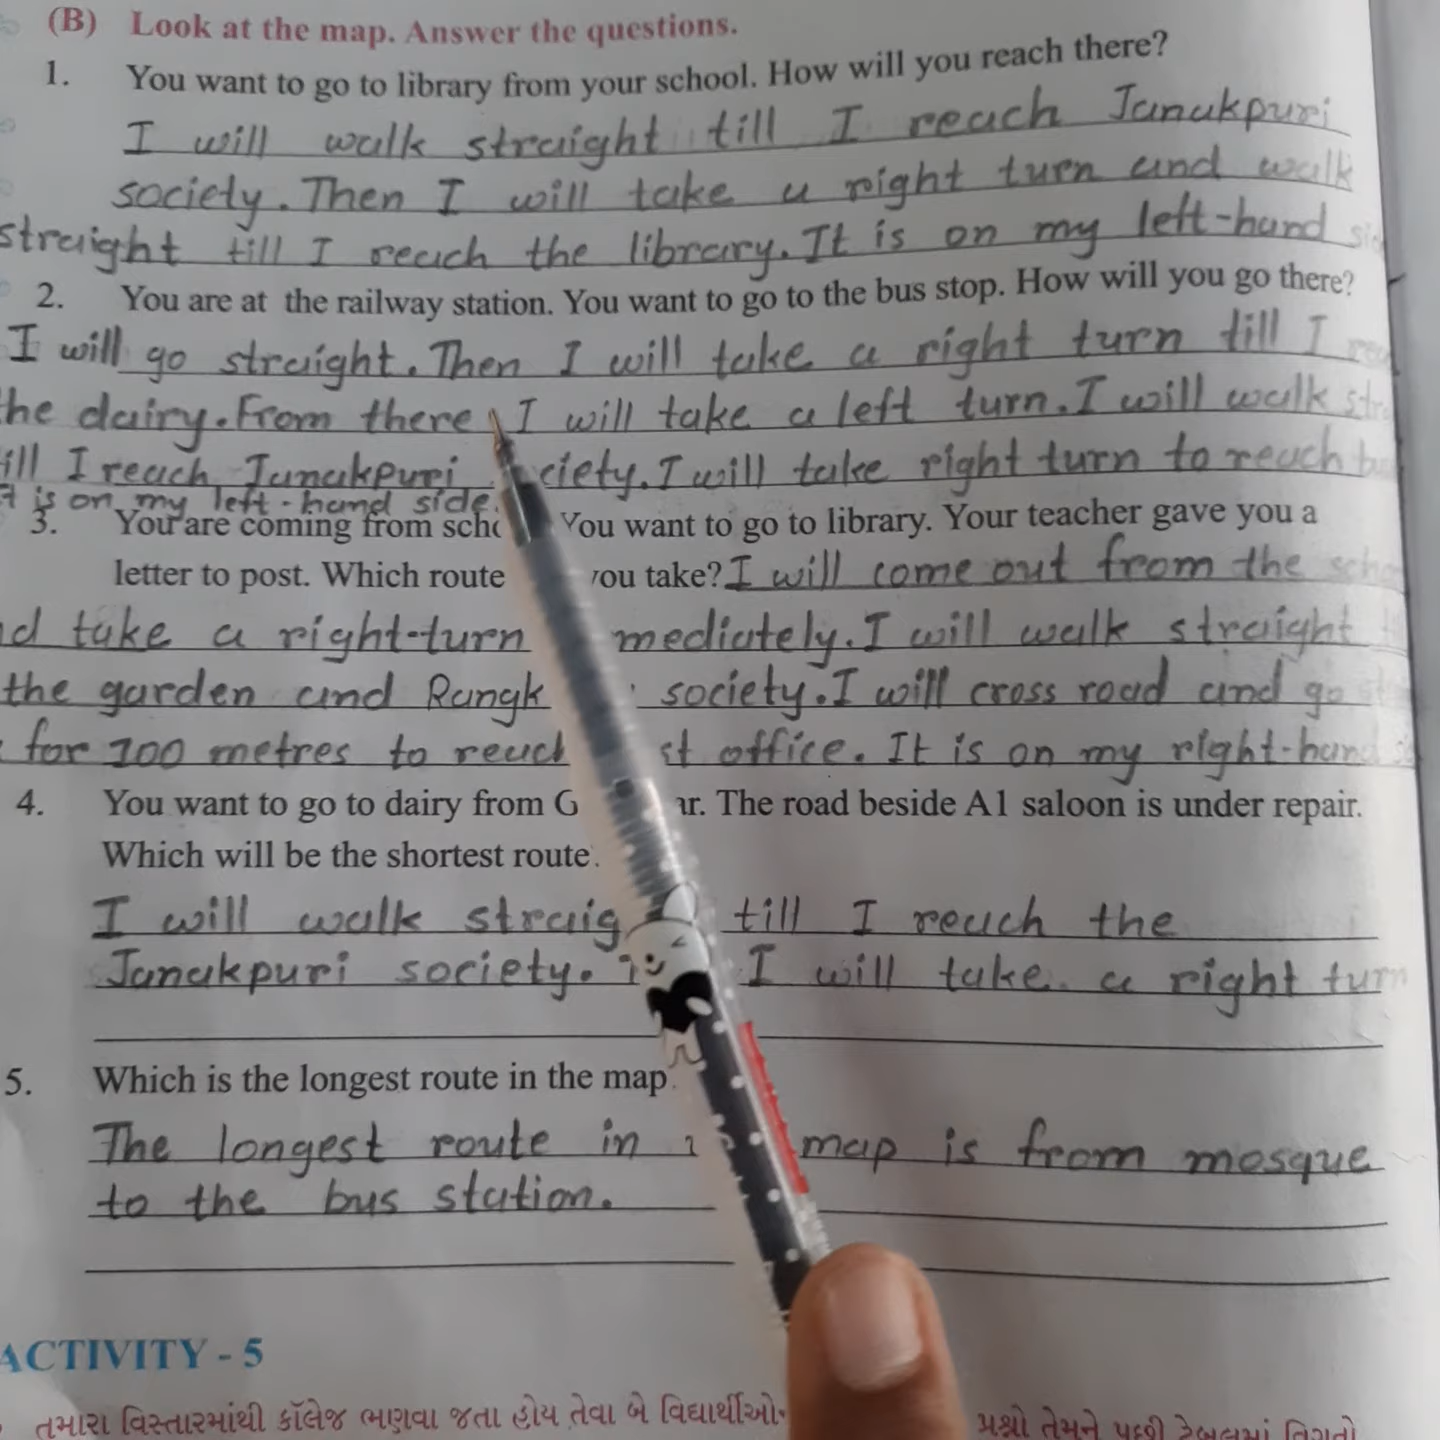 (B) Look at the map. Answer the questions.
1. You want to go to library from your school. How will you reach there?
I will walk straight till I reach Janakpuri
society. Then I will take a right turn and walk
straight till I reach the library. It is on my left-hand
2. You are at the railway station. You want to go to the bus stop. How will you go there?
I will go straight. Then I will take a right turn till I
the dairy. From there I will take a left turn. I will walk
till I reach Janakpuri society. I will take right turn to reach
It is on my left-hand side.
3. You are coming from You want to go to library. Your teacher gave you a
letter to post. Which route you take? I will come out from the
take a right-turn immediately. I will walk straight
the garden and society. I will cross road and go
for 100 metres to reach office. It is on my right-hand
4. You want to go to dairy from The road beside A1 saloon is under repair.
Which will be the shortest route
I will walk till I reach the
Janakpuri society. I will take a right turn
5. Which is the longest route in the map
The longest route in map is from mosque
to the bus station.
ACTIVITY - 5
તમારા વિસ્તારમાંથી કૉલેજ ભણવા જતા હોય તેવા બે પ્રશ્નો તેમને પૂછી